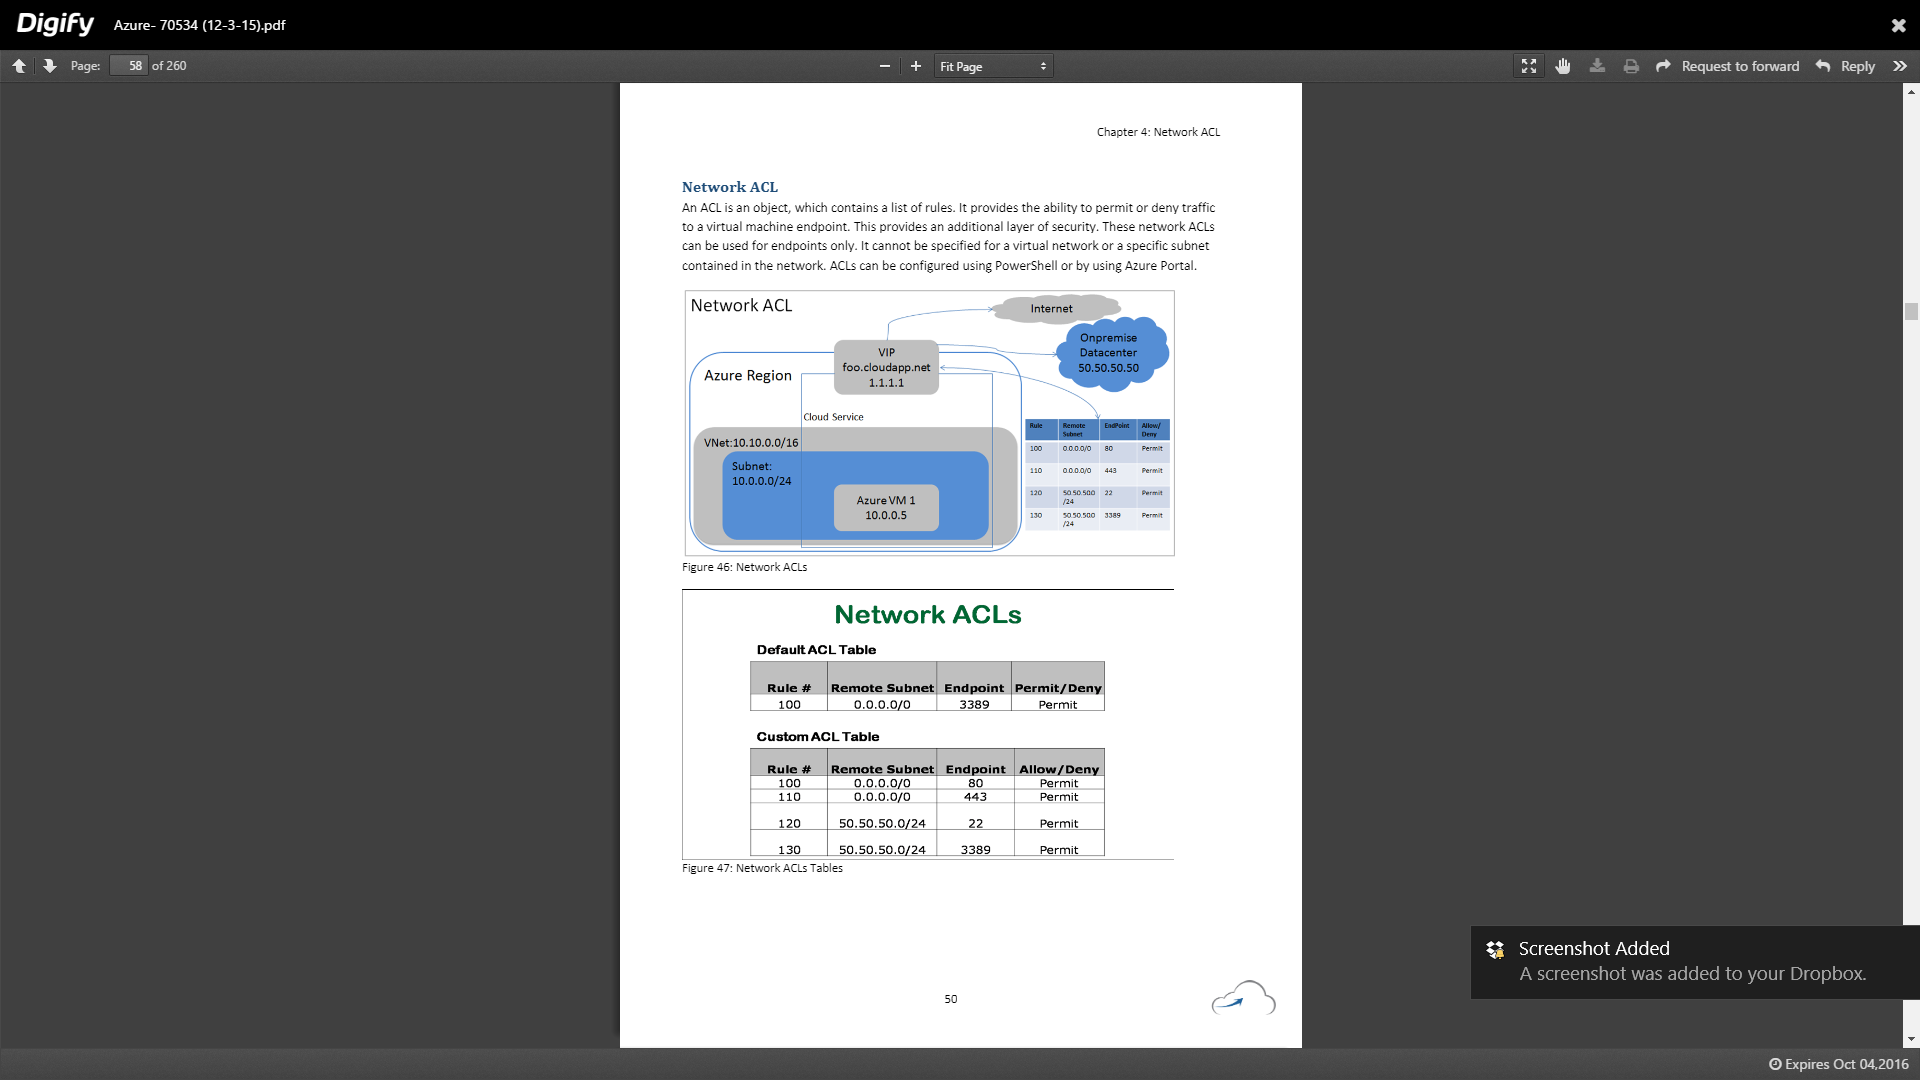 Digify Azure- 70534 (12-3-15).pdf
Page: 58 of 260
Fit Page
Request to forward
Reply
Chapter 4: Network ACL
Network ACL
An ACL is an object, which contains a list of rules. It provides the ability to permit or deny traffic
to a virtual machine endpoint. This provides an additional layer of security. These network ACLs
can be used for endpoints only. It cannot be specified for a virtual network or a specific subnet
contained in the network. ACLs can be configured using PowerShell or by using Azure Portal.
Network ACL
Internet
Onpremise
Datacenter
50.50.50.50
VIP
foo.cloudapp.net
1.1.1.1
Azure Region
Cloud Service
VNet:10.10.0.0/16
Subnet:
10.0.0.0/24
Azure VM 1
10.0.0.5
Rule Remote Subnet EndPoint Allow/ Deny
100 0.0.0.0/0 80 Permit
110 0.0.0.0/0 443 Permit
120 50.50.50.0 /24 22 Permit
130 50.50.50.0 /24 3389 Permit
Figure 46: Network ACLs
Network ACLs
Default ACL Table
Rule # Remote Subnet Endpoint Permit/Deny
100 0.0.0.0/0 3389 Permit
Custom ACL Table
Rule # Remote Subnet Endpoint Allow/Deny
100 0.0.0.0/0 80 Permit
110 0.0.0.0/0 443 Permit
120 50.50.50.0/24 22 Permit
130 50.50.50.0/24 3389 Permit
Figure 47: Network ACLs Tables
50
Screenshot Added
A screenshot was added to your Dropbox.
Expires Oct 04,2016